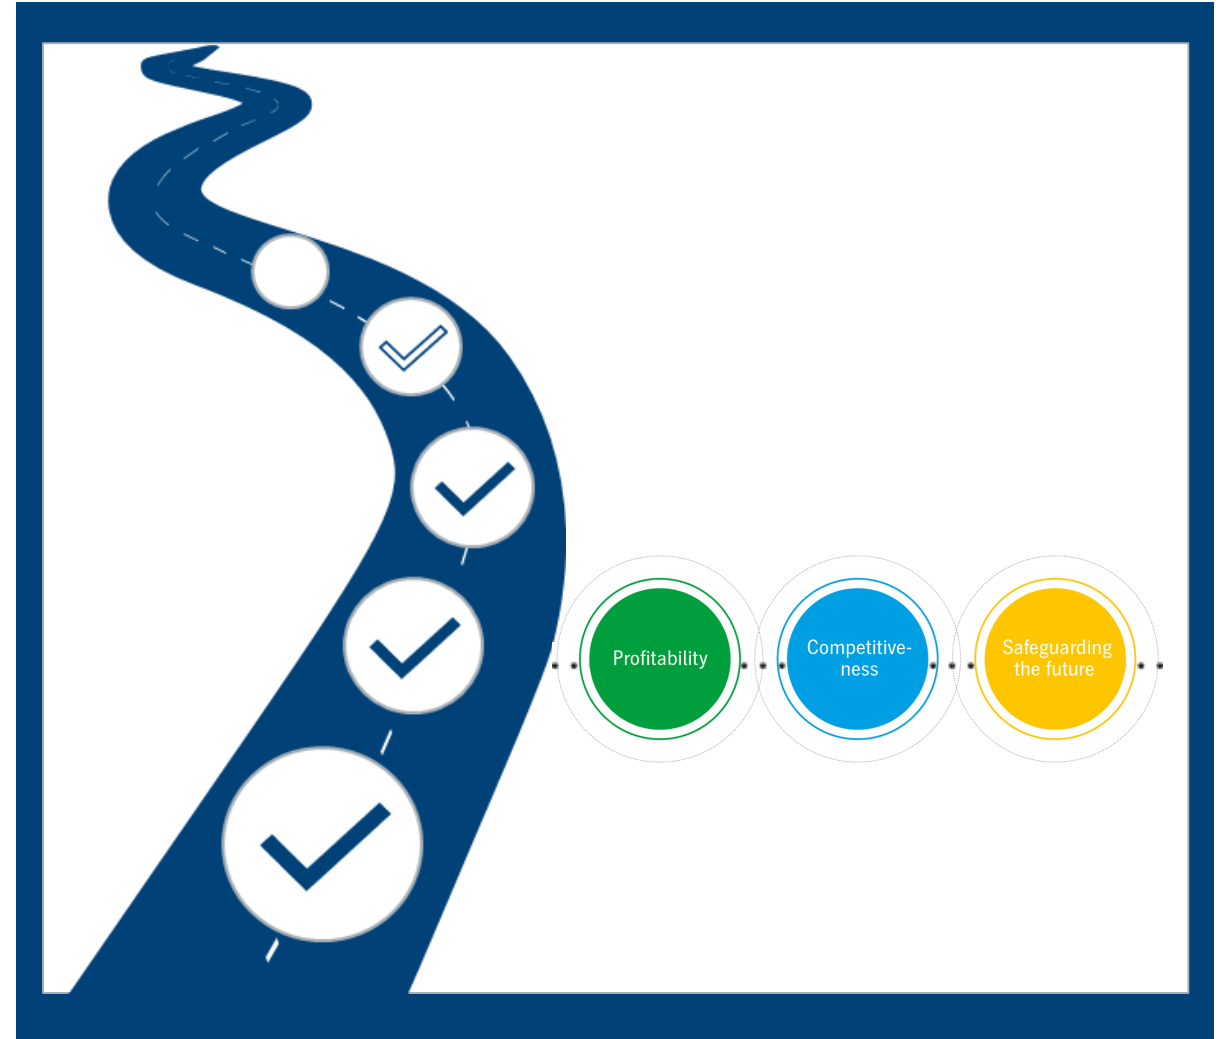 Profitability
Competitive-
ness
Safeguarding
the future